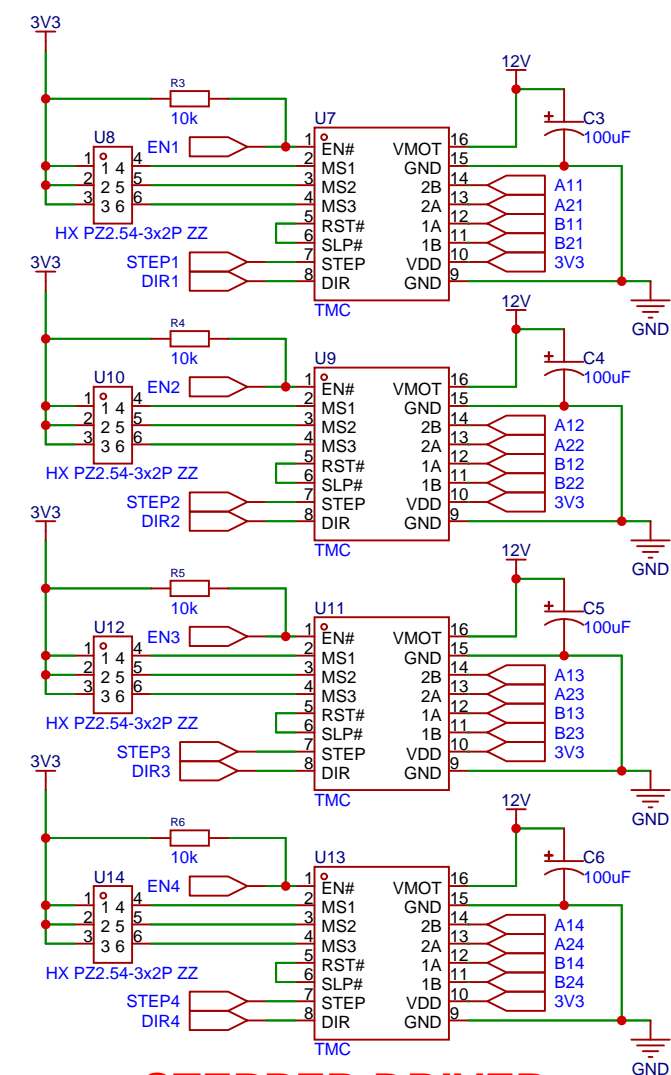 3V3
12V
R3
10k
U7
C3
100uF
U8
EN1
1 EN# VMOT 16
1 1 4 4 2 MS1 GND 15
2 2 5 5 3 MS2 2B 14 A11
3 3 6 6 4 MS3 2A 13 A21
HX PZ2.54-3x2P ZZ 5 RST# 1A 12 B11
6 SLP# 1B 11 B21
STEP1 7 STEP VDD 10 3V3
DIR1 8 DIR GND 9
TMC
GND
3V3
12V
R4
10k
U9
C4
100uF
U10
EN2
1 EN# VMOT 16
1 1 4 4 2 MS1 GND 15
2 2 5 5 3 MS2 2B 14 A12
3 3 6 6 4 MS3 2A 13 A22
HX PZ2.54-3x2P ZZ 5 RST# 1A 12 B12
6 SLP# 1B 11 B22
STEP2 7 STEP VDD 10 3V3
DIR2 8 DIR GND 9
TMC
GND
3V3
12V
R5
10k
U11
C5
100uF
U12
EN3
1 EN# VMOT 16
1 1 4 4 2 MS1 GND 15
2 2 5 5 3 MS2 2B 14 A13
3 3 6 6 4 MS3 2A 13 A23
HX PZ2.54-3x2P ZZ 5 RST# 1A 12 B13
6 SLP# 1B 11 B23
STEP3 7 STEP VDD 10 3V3
DIR3 8 DIR GND 9
TMC
GND
3V3
12V
R6
10k
U13
C6
100uF
U14
EN4
1 EN# VMOT 16
1 1 4 4 2 MS1 GND 15
2 2 5 5 3 MS2 2B 14 A14
3 3 6 6 4 MS3 2A 13 A24
HX PZ2.54-3x2P ZZ 5 RST# 1A 12 B14
6 SLP# 1B 11 B24
STEP4 7 STEP VDD 10 3V3
DIR4 8 DIR GND 9
TMC
GND